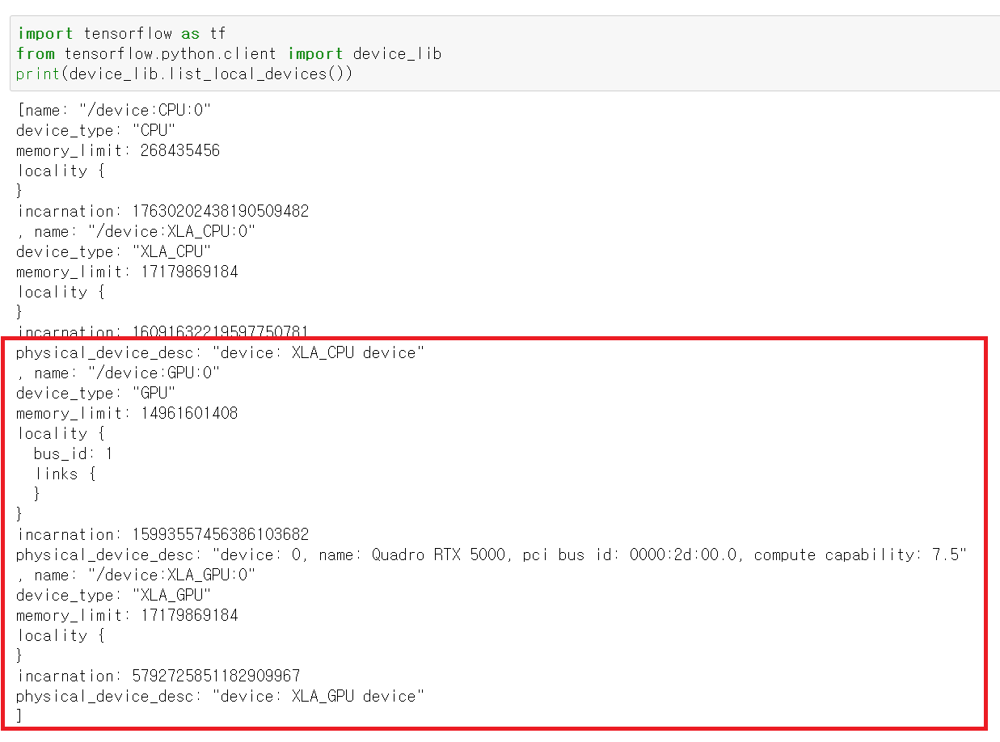 import tensorflow as tf
from tensorflow.python.client import device_lib
print(device_lib.list_local_devices())
[name: "/device:CPU:0"
device_type: "CPU"
memory_limit: 268435456
locality {
}
incarnation: 17630202438190509482
, name: "/device:XLA_CPU:0"
device_type: "XLA_CPU"
memory_limit: 17179869184
locality {
}
incarnation: 16091632219597750781
physical_device_desc: "device: XLA_CPU device"
, name: "/device:GPU:0"
device_type: "GPU"
memory_limit: 14961601408
locality {
  bus_id: 1
  links {
  }
}
incarnation: 15993557456386103682
physical_device_desc: "device: 0, name: Quadro RTX 5000, pci bus id: 0000:2d:00.0, compute capability: 7.5"
, name: "/device:XLA_GPU:0"
device_type: "XLA_GPU"
memory_limit: 17179869184
locality {
}
incarnation: 5792725851182909967
physical_device_desc: "device: XLA_GPU device"
]